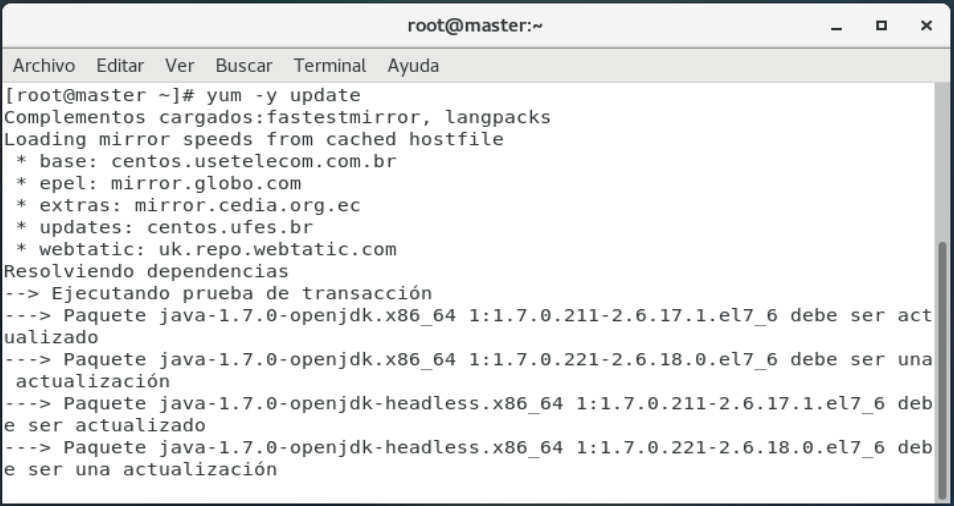 root@master:~
Archivo Editar Ver Buscar Terminal Ayuda
[root@master ~]# yum -y update
Complementos cargados:fastestmirror, langpacks
Loading mirror speeds from cached hostfile
 * base: centos.usetelecom.com.br
 * epel: mirror.globo.com
 * extras: mirror.cedia.org.ec
 * updates: centos.ufes.br
 * webtatic: uk.repo.webtatic.com
Resolviendo dependencias
--> Ejecutando prueba de transacción
---> Paquete java-1.7.0-openjdk.x86_64 1:1.7.0.211-2.6.17.1.el7_6 debe ser act
ualizado
---> Paquete java-1.7.0-openjdk.x86_64 1:1.7.0.221-2.6.18.0.el7_6 debe ser una
 actualización
---> Paquete java-1.7.0-openjdk-headless.x86_64 1:1.7.0.211-2.6.17.1.el7_6 deb
e ser actualizado
---> Paquete java-1.7.0-openjdk-headless.x86_64 1:1.7.0.221-2.6.18.0.el7_6 deb
e ser una actualización